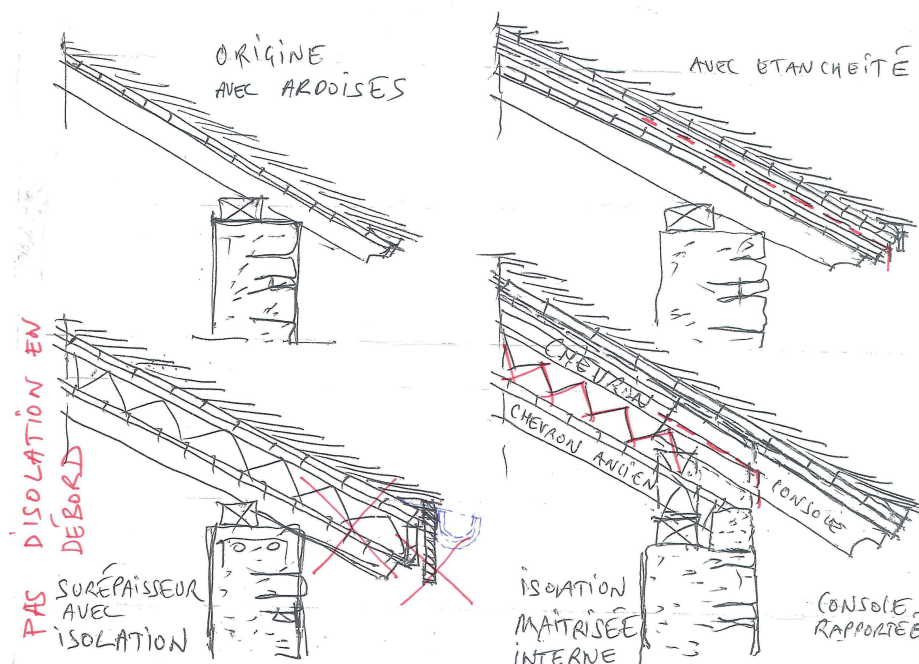 ORIGINE
AVEC ARDOISES
AVEC ETANCHEITÉ
PAS D'ISOLATION EN
DÉBORD
SURÉPAISSEUR
AVEC
ISOLATION
CHEVRON
CHEVRON ANCIEN
CONSOLE
ISOLATION
MAITRISÉE
INTERNE
CONSOLE
RAPPORTÉE